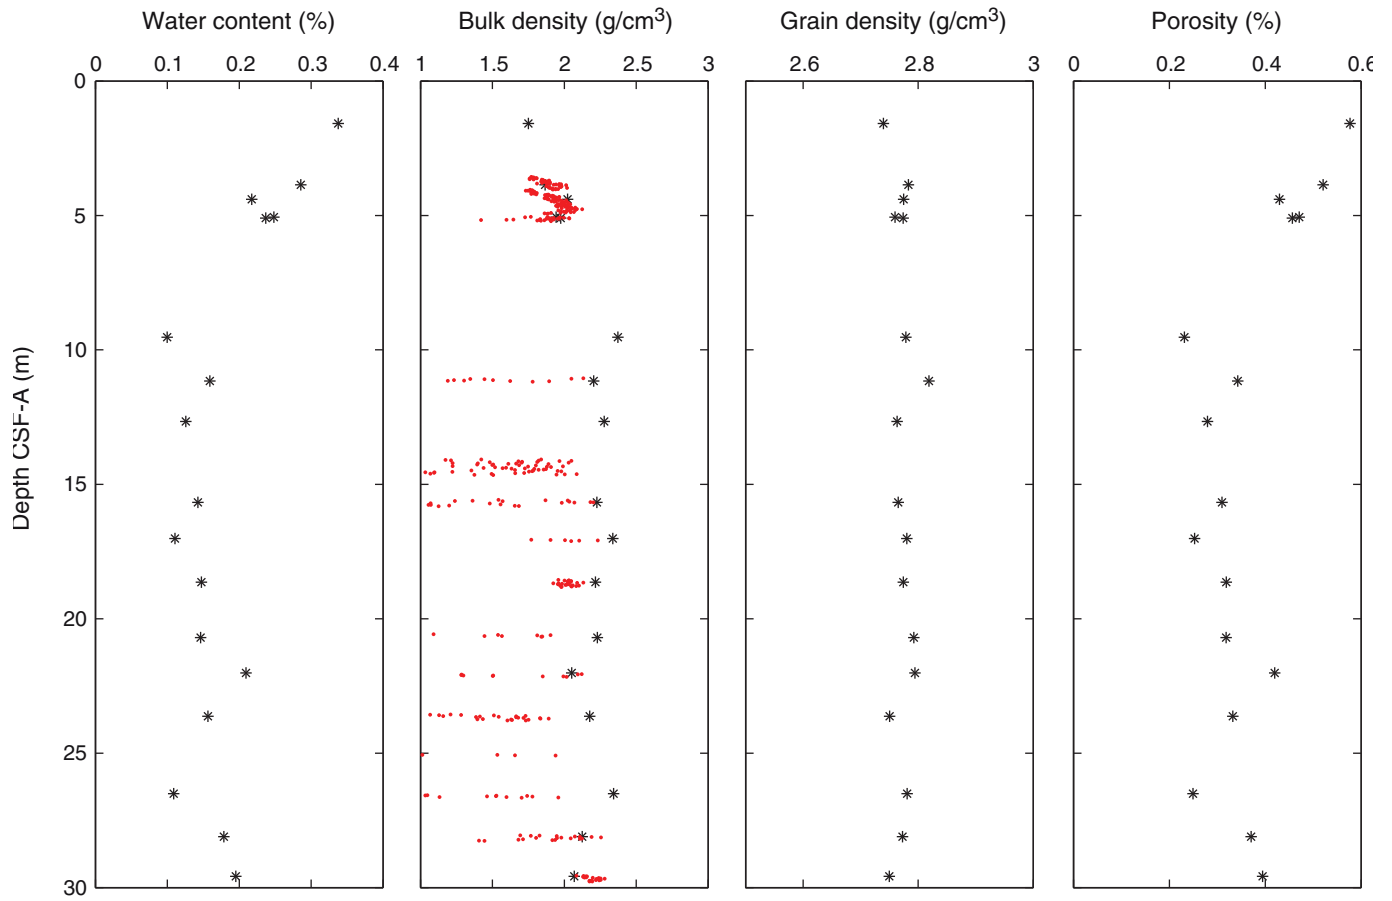 Water content (%)
Bulk density (g/cm³)
Grain density (g/cm³)
Porosity (%)
0 0.1 0.2 0.3 0.4
1 1.5 2 2.5 3
2.6 2.8 3
0 0.2 0.4 0.6
0
5
10
15
20
25
30
Depth CSF-A (m)